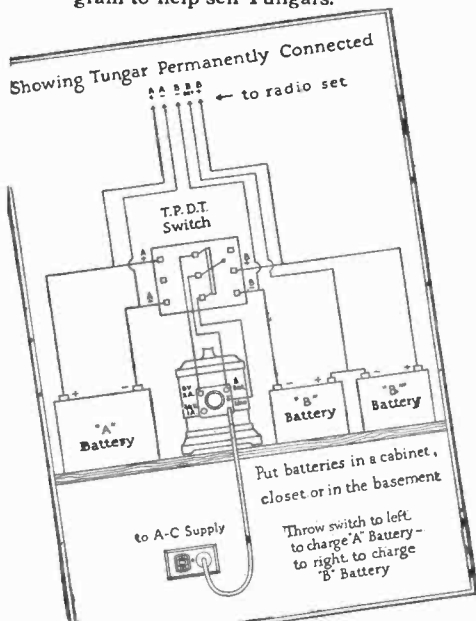 gram to help sell Tungars.
Showing Tungar Permanently Connected
A A B B B
+ - - +
← to radio set
T.P.D.T.
Switch
A
+
B
+
A
B
-
+ -
- +
- +
"A"
Battery
"B"
Battery
"B"
Battery
Put batteries in a cabinet,
closet or in the basement
to A-C Supply
Throw switch to left
to charge "A" Battery-
to right to charge
"B" Battery